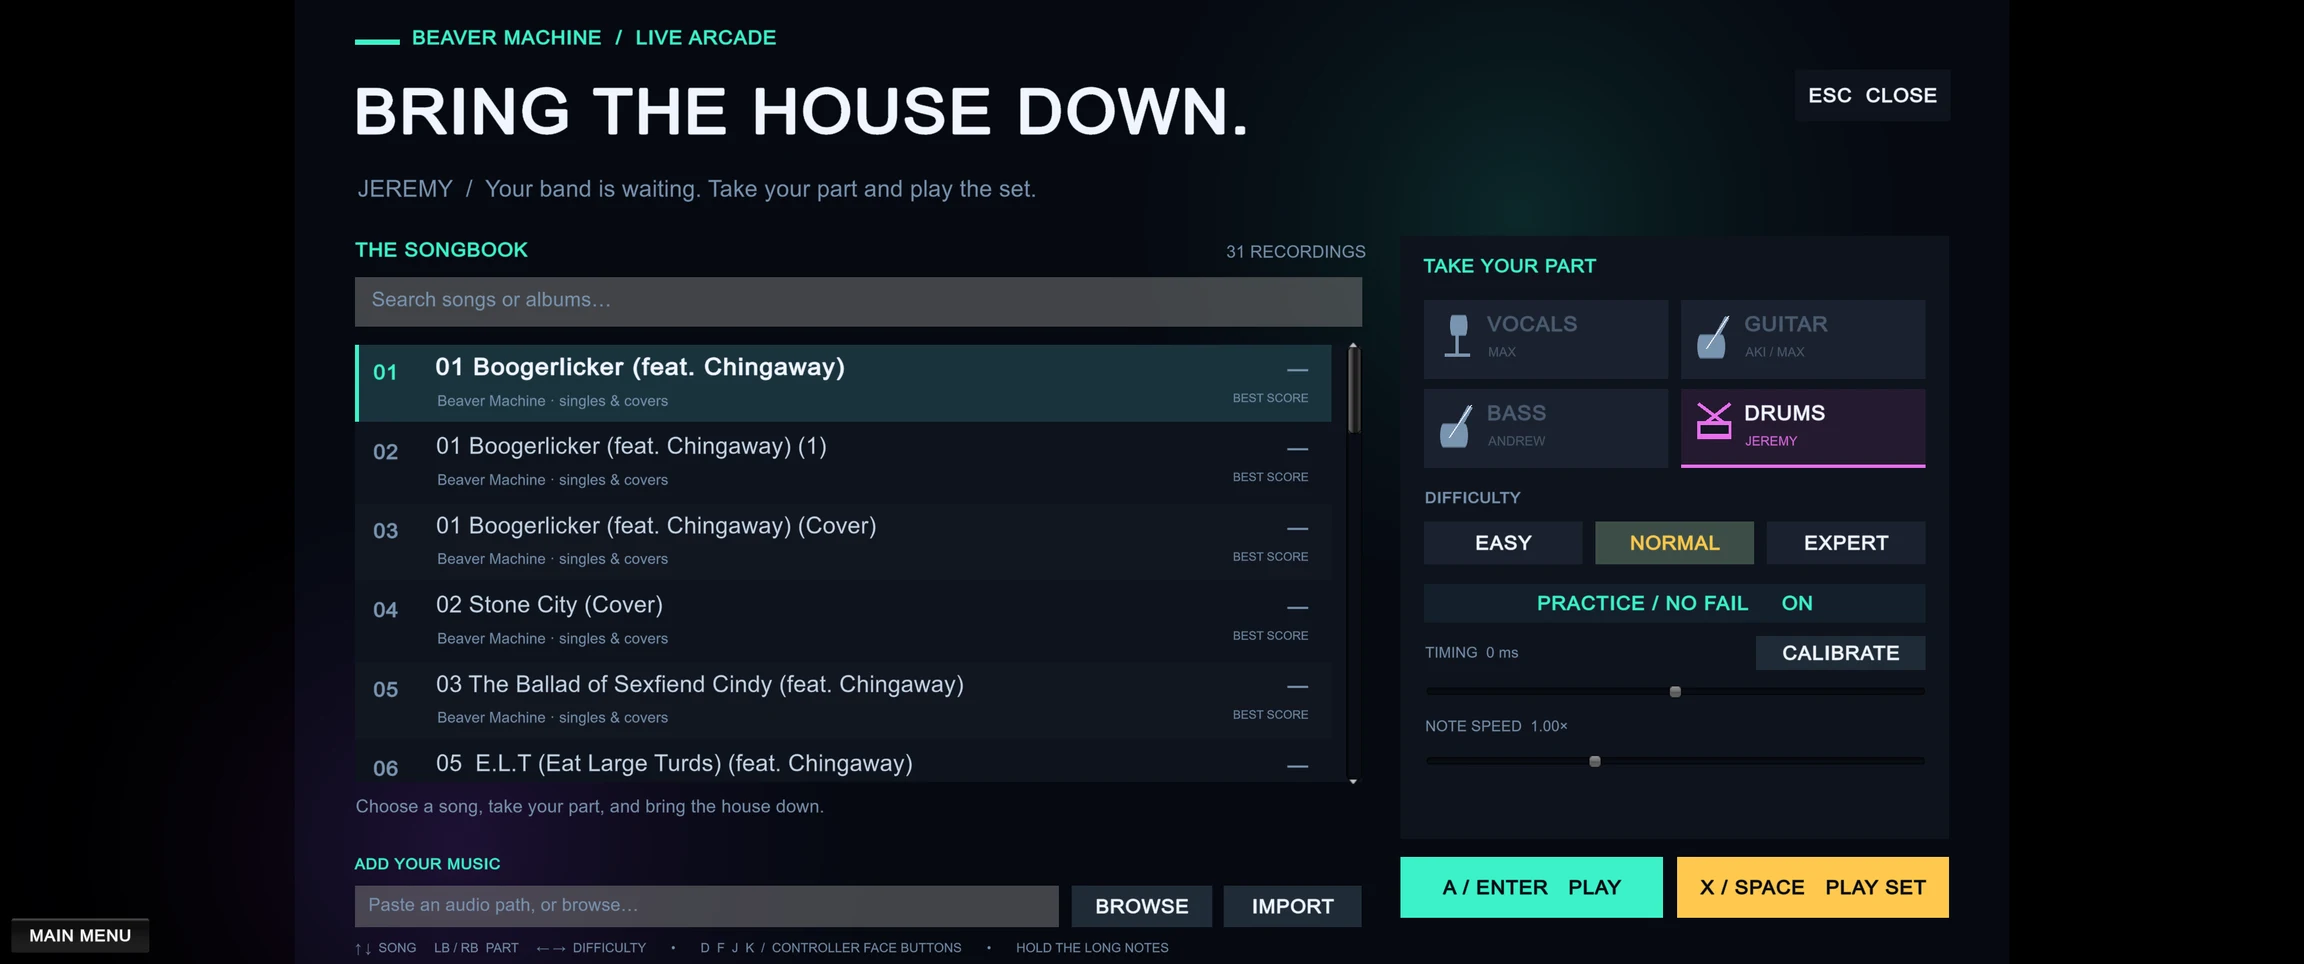 BEAVER MACHINE / LIVE ARCADE
BRING THE HOUSE DOWN.
ESC CLOSE
JEREMY / Your band is waiting. Take your part and play the set.
THE SONGBOOK
31 RECORDINGS
Search songs or albums...
01 01 Boogerlicker (feat. Chingaway) —
Beaver Machine · singles & covers BEST SCORE
02 01 Boogerlicker (feat. Chingaway) (1) —
Beaver Machine · singles & covers BEST SCORE
03 01 Boogerlicker (feat. Chingaway) (Cover) —
Beaver Machine · singles & covers BEST SCORE
04 02 Stone City (Cover) —
Beaver Machine · singles & covers BEST SCORE
05 03 The Ballad of Sexfiend Cindy (feat. Chingaway) —
Beaver Machine · singles & covers BEST SCORE
06 05 E.L.T (Eat Large Turds) (feat. Chingaway) —
Choose a song, take your part, and bring the house down.
ADD YOUR MUSIC
Paste an audio path, or browse...
BROWSE
IMPORT
↑↓ SONG LB / RB PART ←→ DIFFICULTY • D F J K / CONTROLLER FACE BUTTONS • HOLD THE LONG NOTES
MAIN MENU
TAKE YOUR PART
VOCALS
MAX
GUITAR
AKI / MAX
BASS
ANDREW
DRUMS
JEREMY
DIFFICULTY
EASY
NORMAL
EXPERT
PRACTICE / NO FAIL ON
TIMING 0 ms
CALIBRATE
NOTE SPEED 1.00×
A / ENTER PLAY
X / SPACE PLAY SET